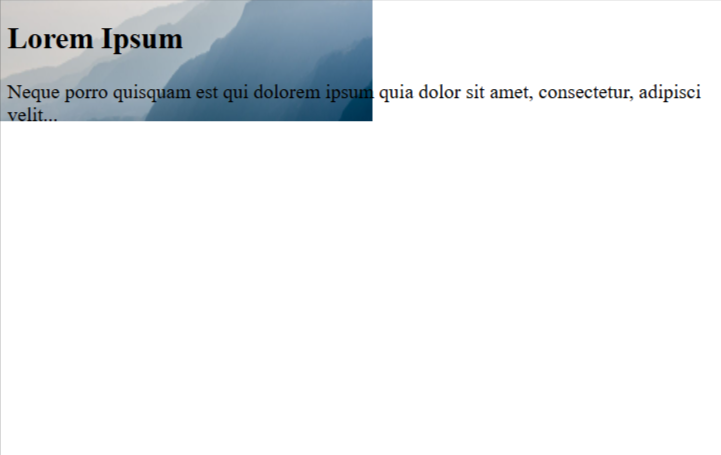 Lorem Ipsum
Neque porro quisquam est qui dolorem ipsum quia dolor sit amet, consectetur, adipisci
velit...